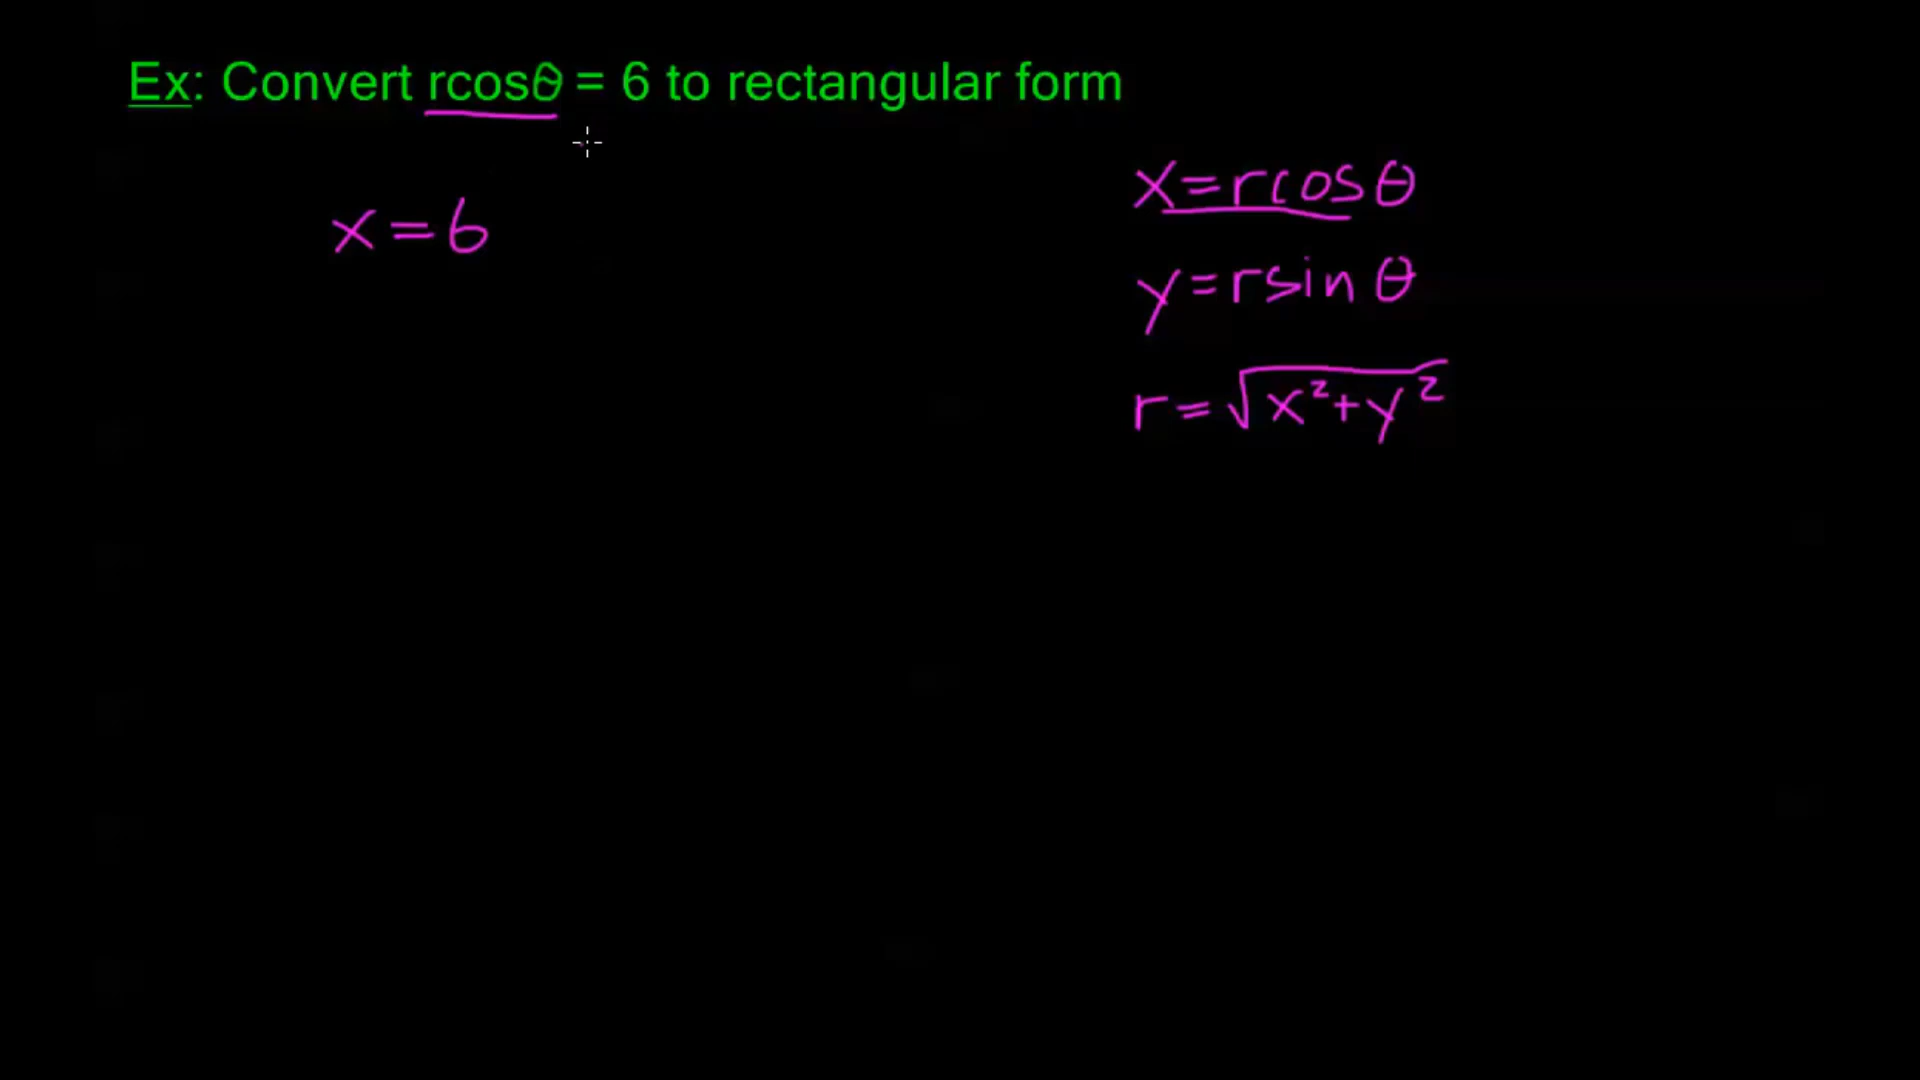 Ex: Convert rcosθ = 6 to rectangular form
x=rcosθ
x=6
y=rsinθ
r=√x²+y²